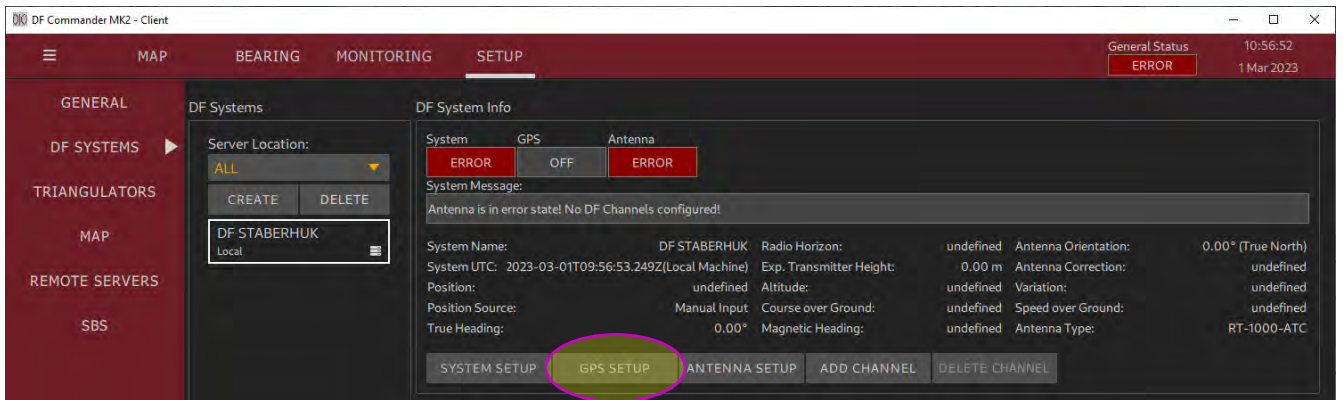 DF Commander MK2 - Client
MAP BEARING MONITORING SETUP
General Status 10:56:52
ERROR 1 Mar 2023
GENERAL
DF SYSTEMS
TRIANGULATORS
MAP
REMOTE SERVERS
SBS
DF Systems
Server Location:
ALL
CREATE DELETE
DF STABERHUK
Local
DF System Info
System GPS Antenna
ERROR OFF ERROR
System Message:
Antenna is in error state! No DF Channels configured!
System Name: DF STABERHUK Radio Horizon: undefined Antenna Orientation: 0.00° (True North)
System UTC: 2023-03-01T09:56:53.249Z(Local Machine) Exp. Transmitter Height: 0.00 m Antenna Correction: undefined
Position: undefined Altitude: undefined Variation: undefined
Position Source: Manual Input Course over Ground: undefined Speed over Ground: undefined
True Heading: 0.00° Magnetic Heading: undefined Antenna Type: RT-1000-ATC
SYSTEM SETUP GPS SETUP ANTENNA SETUP ADD CHANNEL DELETE CHANNEL